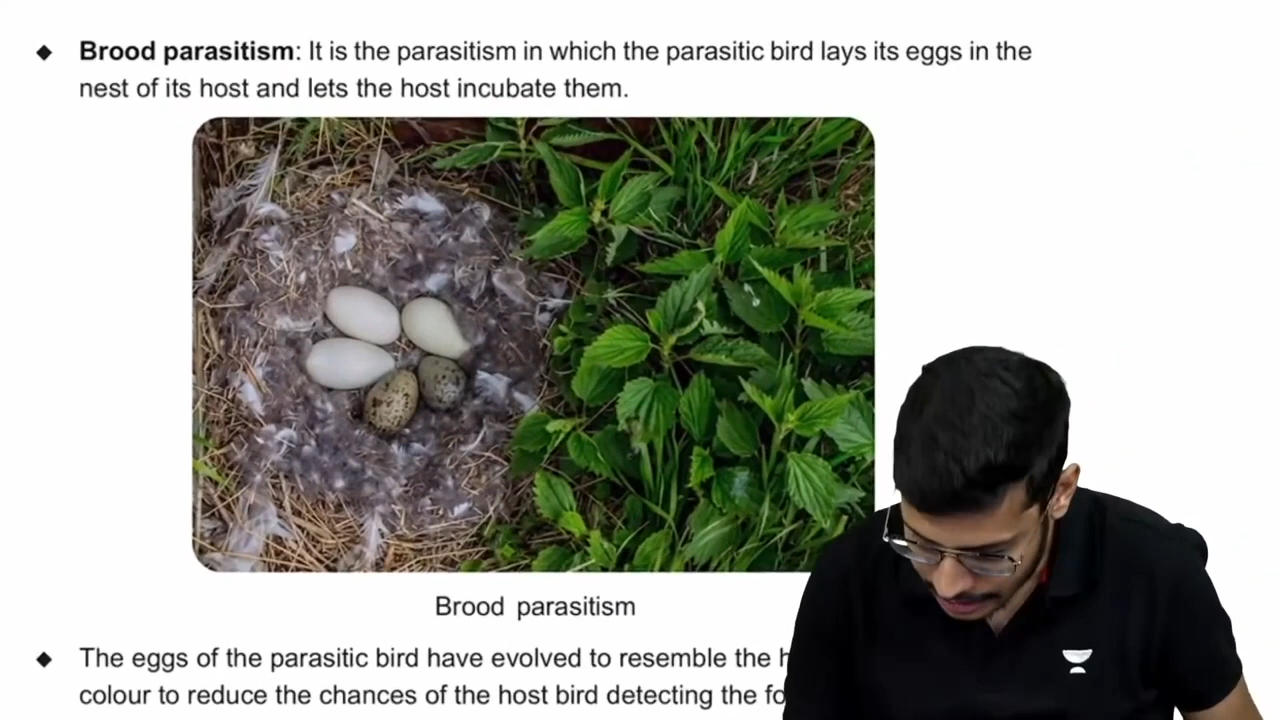 ◆ Brood parasitism: It is the parasitism in which the parasitic bird lays its eggs in the
nest of its host and lets the host incubate them.
Brood parasitism
◆ The eggs of the parasitic bird have evolved to resemble the
colour to reduce the chances of the host bird detecting the